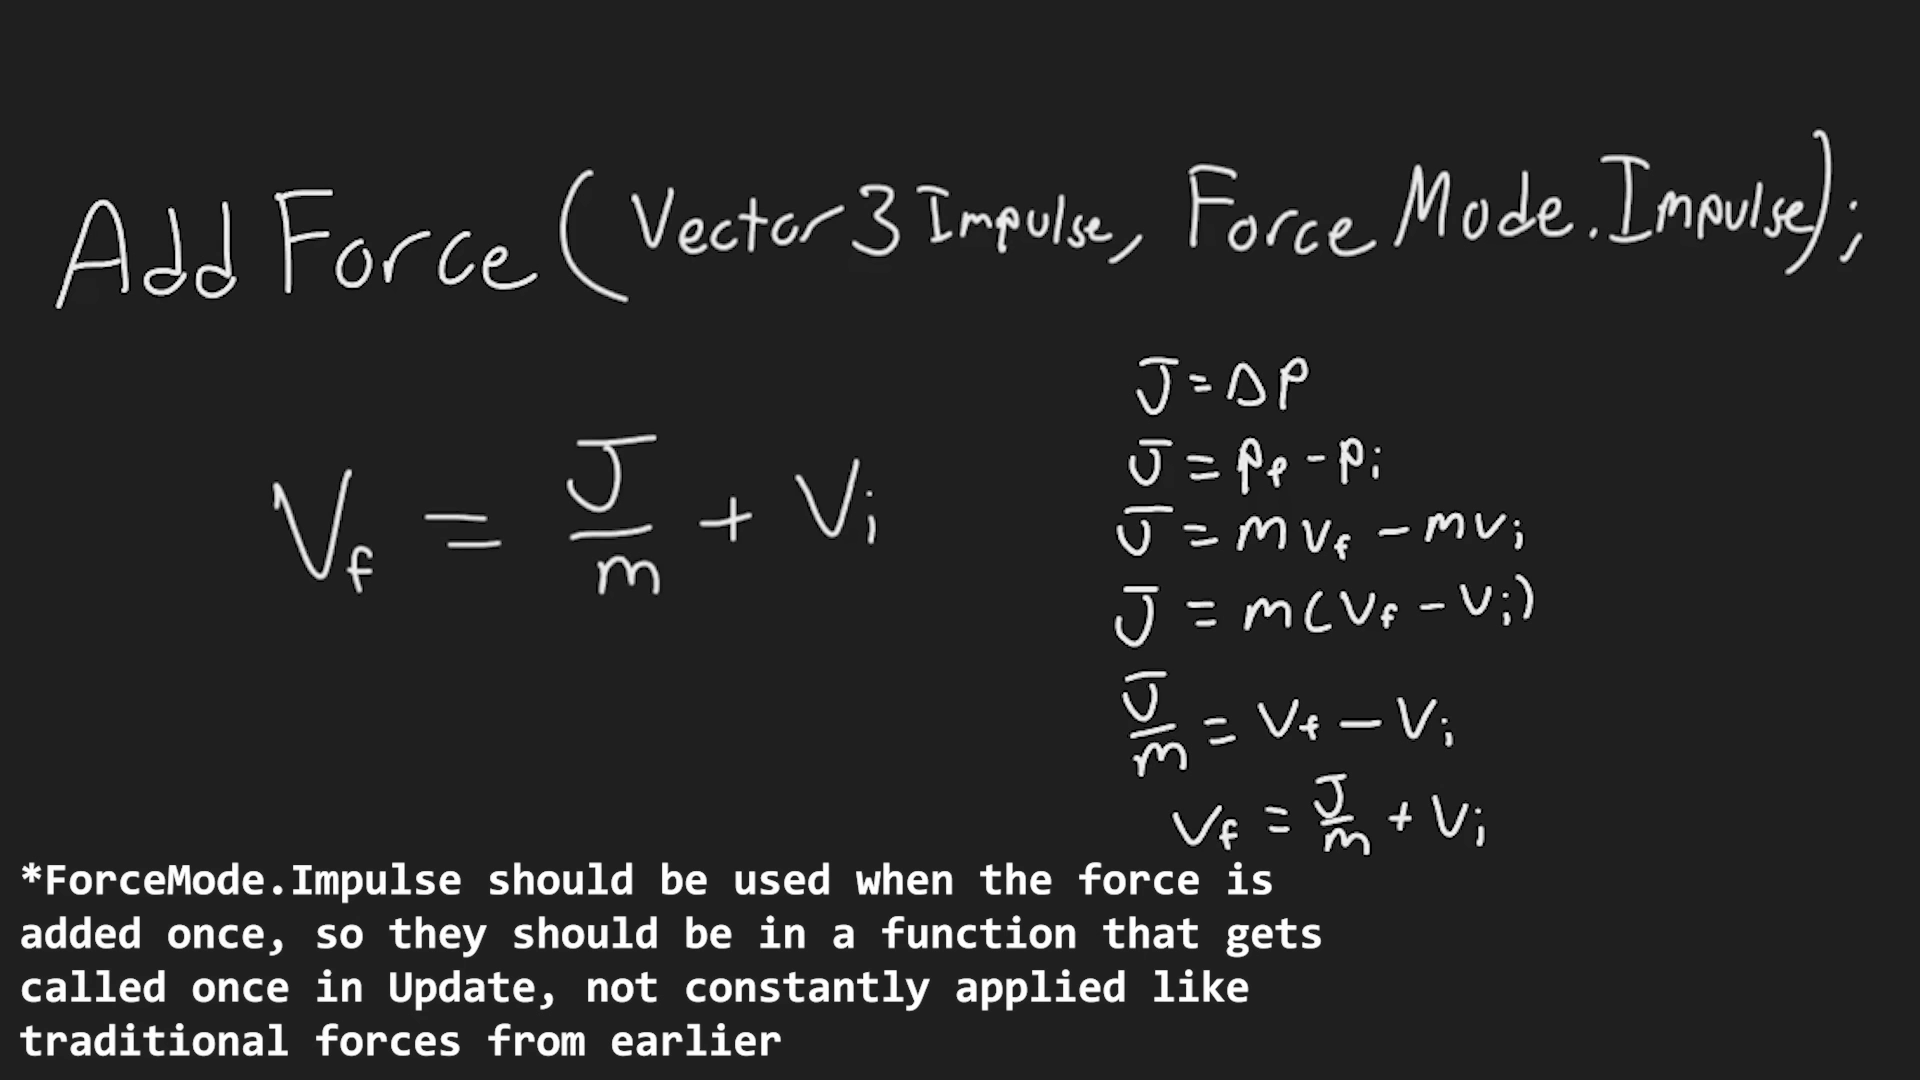 AddForce(Vector3 Impulse, ForceMode.Impulse);
Vf = J/m + Vi
J = Δp
J = pf - pi
J = mvf - mvi
J = m(vf - vi)
J/m = vf - vi
vf = J/m + vi
*ForceMode.Impulse should be used when the force is
added once, so they should be in a function that gets
called once in Update, not constantly applied like
traditional forces from earlier